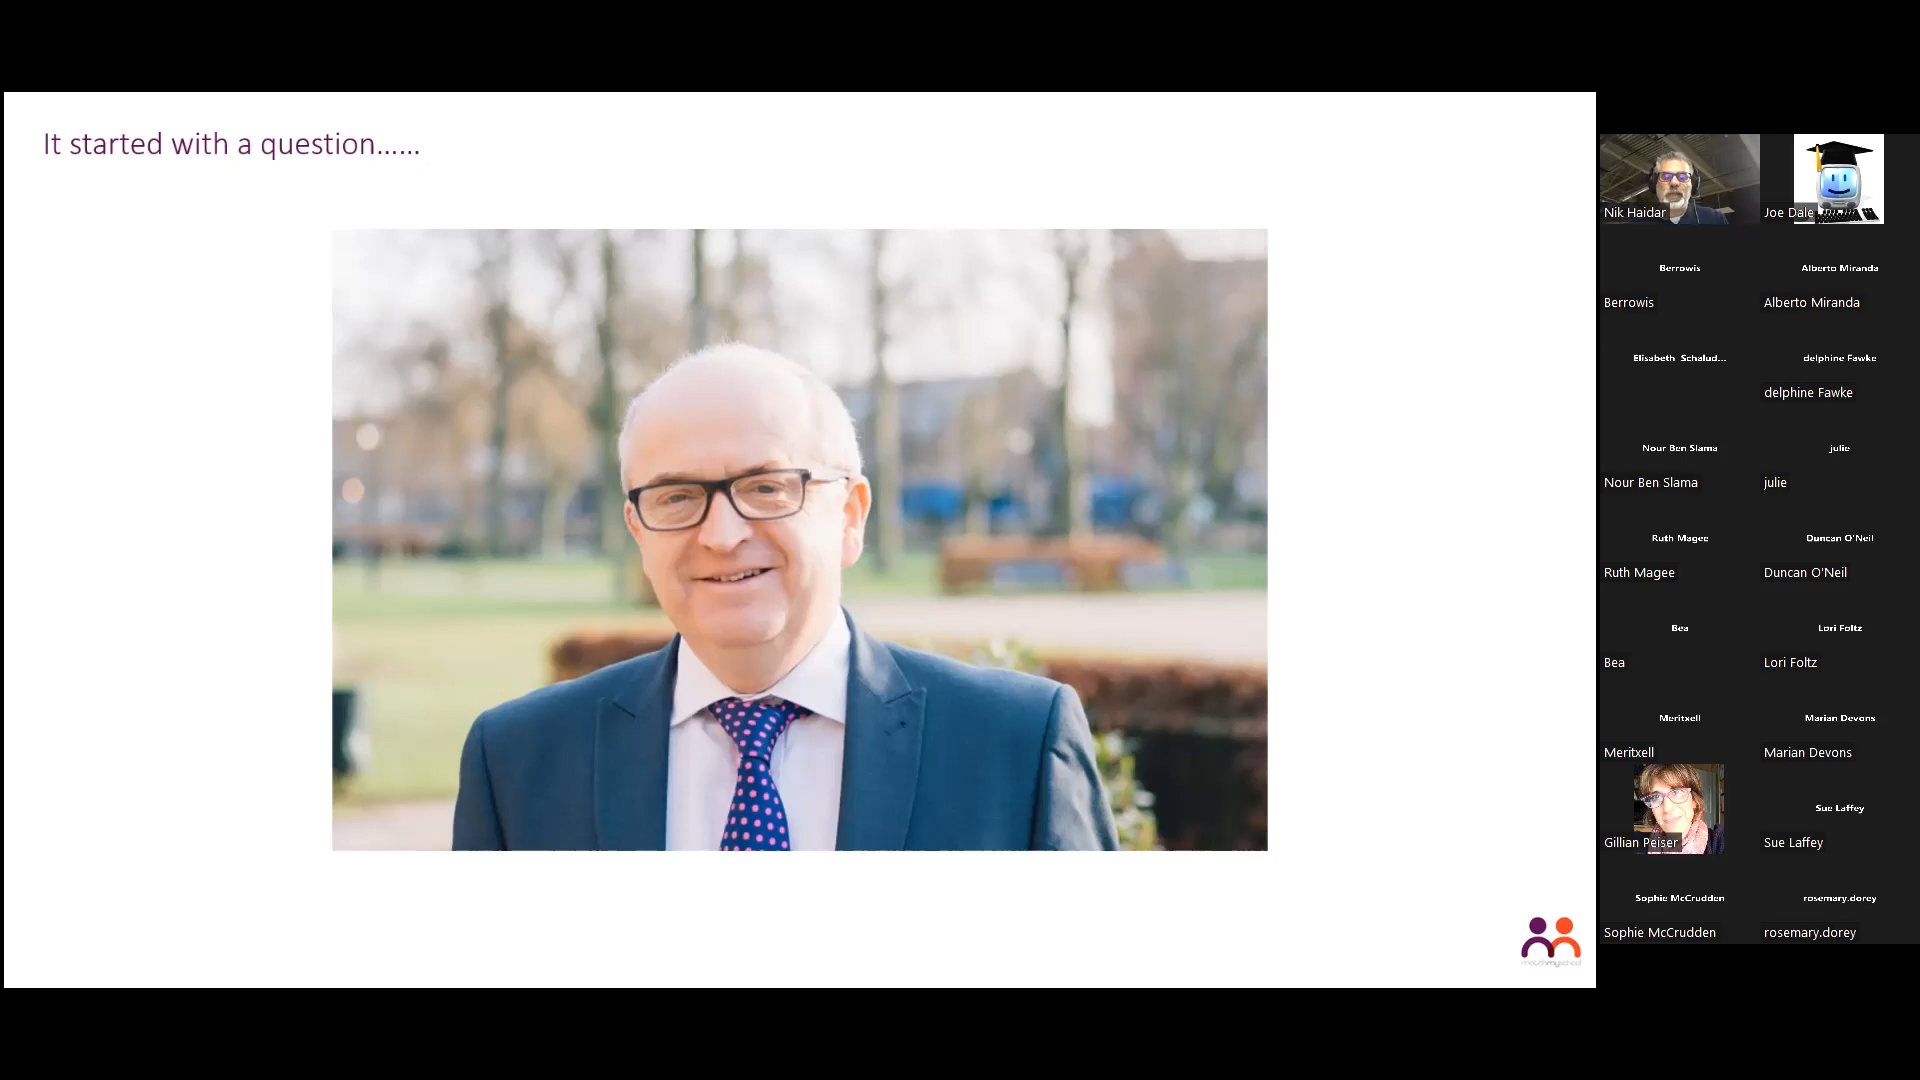 It started with a question......
Nik Haidar
Joe Dale
Berrowis
Alberto Miranda
Berrowis
Alberto Miranda
Elisabeth Schalud...
delphine Fawke
delphine Fawke
Nour Ben Slama
julie
Nour Ben Slama
julie
Ruth Magee
Duncan O'Neil
Ruth Magee
Duncan O'Neil
Bea
Lori Foltz
Bea
Lori Foltz
Meritxell
Marian Devons
Meritxell
Marian Devons
Sue Laffey
Gillian Peiser
Sue Laffey
Sophie McCrudden
rosemary.dorey
Sophie McCrudden
rosemary.dorey
matchmyschool